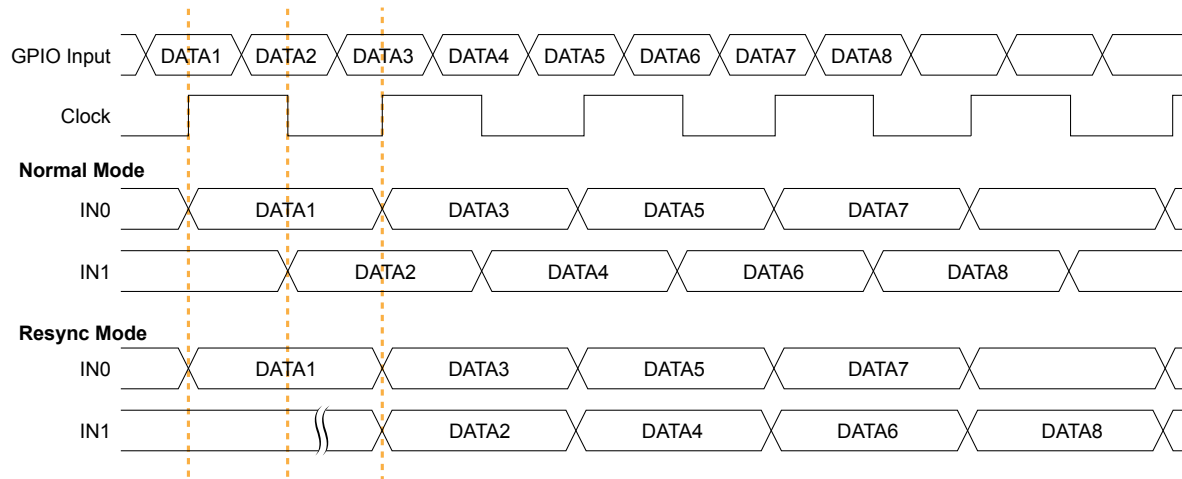 GPIO Input DATA1 DATA2 DATA3 DATA4 DATA5 DATA6 DATA7 DATA8
Clock
Normal Mode
IN0 DATA1 DATA3 DATA5 DATA7
IN1 DATA2 DATA4 DATA6 DATA8
Resync Mode
IN0 DATA1 DATA3 DATA5 DATA7
IN1 DATA2 DATA4 DATA6 DATA8